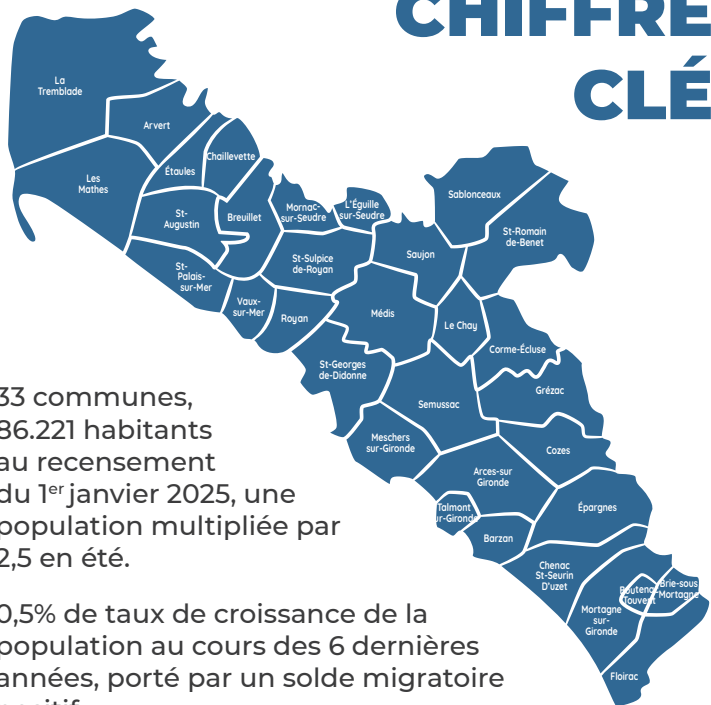 CHIFFRE
CLÉ
La
Tremblade
Arvert
Chaillevette
Étaules
Les
Mathes
St-
Augustin
Breuillet
Mornac-
sur-Seudre
L'Éguille
sur-Seudre
Sablonceaux
St-Romain
de-Benet
Saujon
St-Sulpice
de-Royan
St-
Palais-
sur-Mer
Vaux-
sur-Mer
Royan
Médis
Le Chay
Corme-Écluse
St-Georges
de-Didonne
Semussac
Grézac
Meschers
sur-Gironde
Cozes
Arces-sur
Gironde
Talmont
ur-Gironde
Barzan
Épargnes
Chenac
St-Seurin
D'uzet
Boutenac
Touvent
Brie-sous
Mortagne
Mortagne
sur-
Gironde
Floirac
33 communes,
86.221 habitants
au recensement
du 1er janvier 2025, une
population multipliée par
2,5 en été.
0,5% de taux de croissance de la
population au cours des 6 dernières
années, porté par un solde migratoire